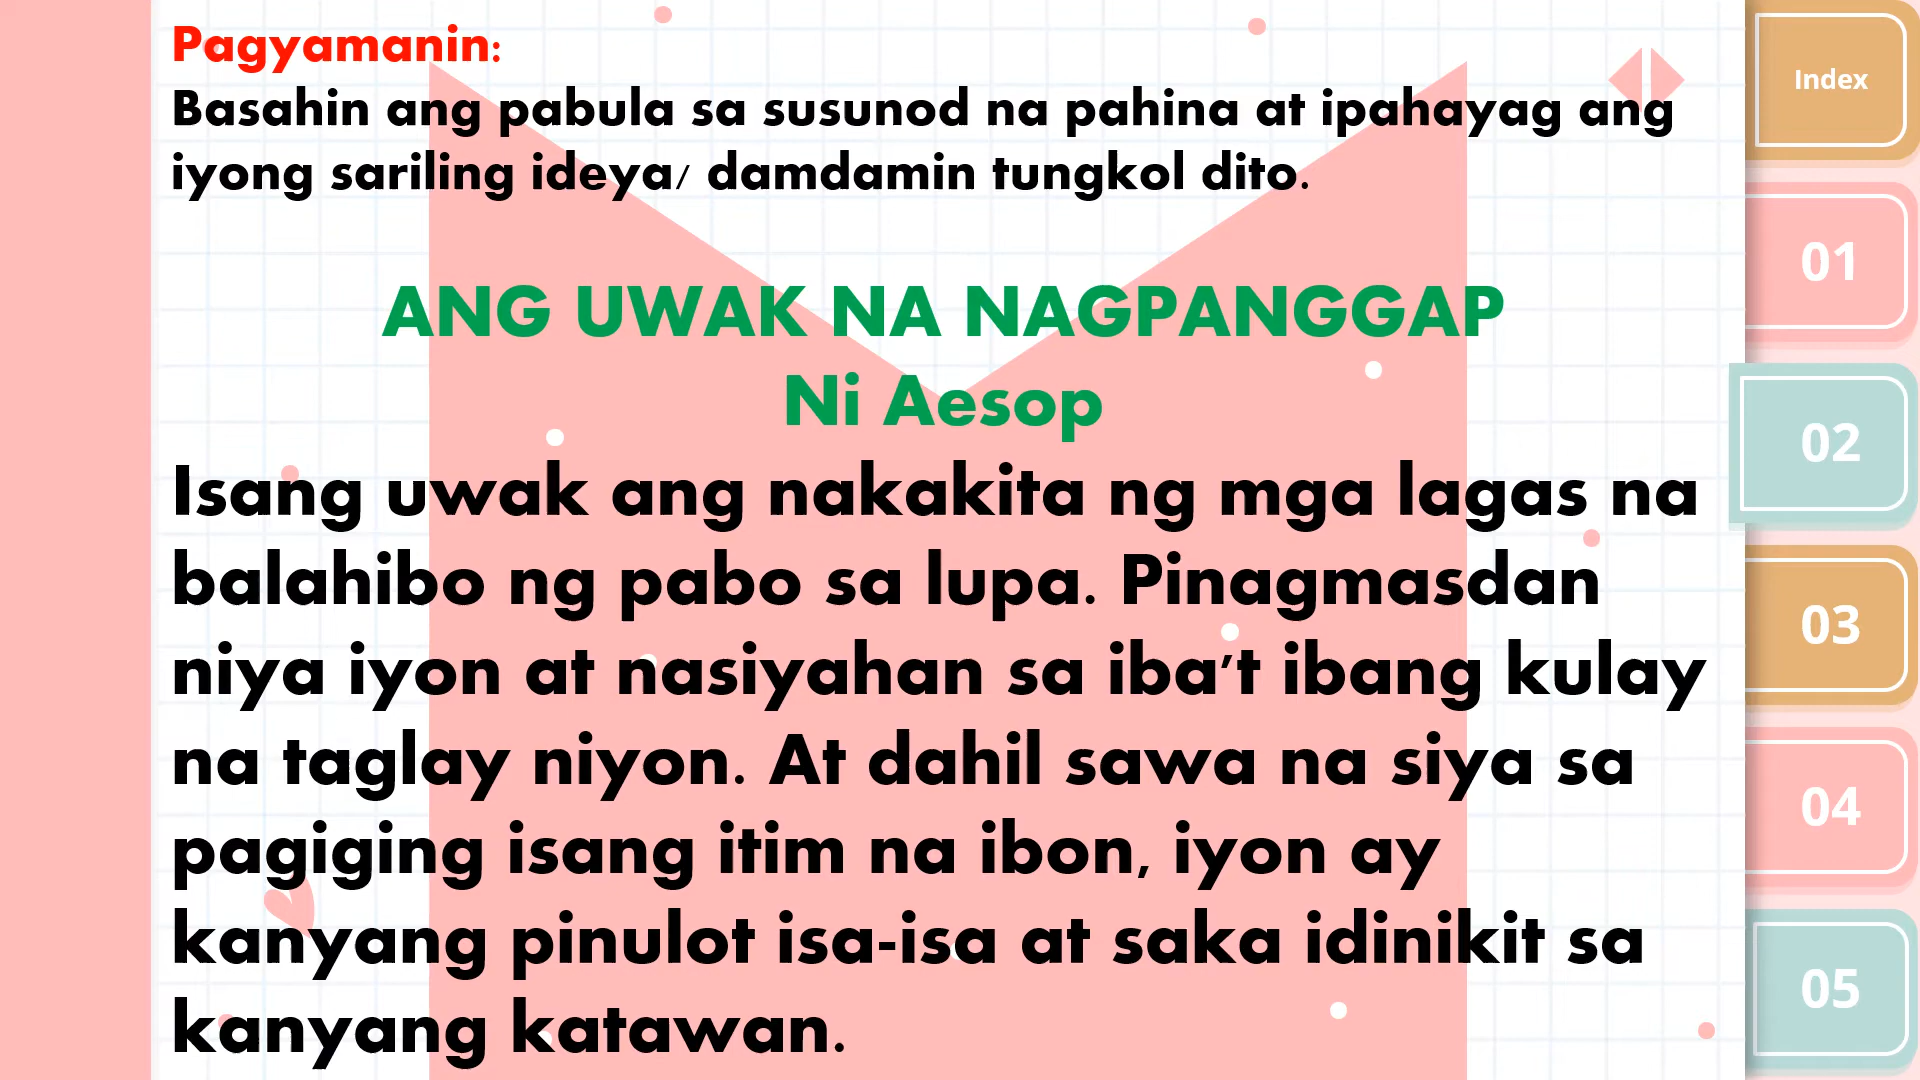 Pagyamanin:
Basahin ang pabula sa susunod na pahina at ipahayag ang
iyong sariling ideya/ damdamin tungkol dito.
ANG UWAK NA NAGPANGGAP
Ni Aesop
Isang uwak ang nakakita ng mga lagas na
balahibo ng pabo sa lupa. Pinagmasdan
niya iyon at nasiyahan sa iba't ibang kulay
na taglay niyon. At dahil sawa na siya sa
pagiging isang itim na ibon, iyon ay
kanyang pinulot isa-isa at saka idinikit sa
kanyang katawan.
Index
01
02
03
04
05